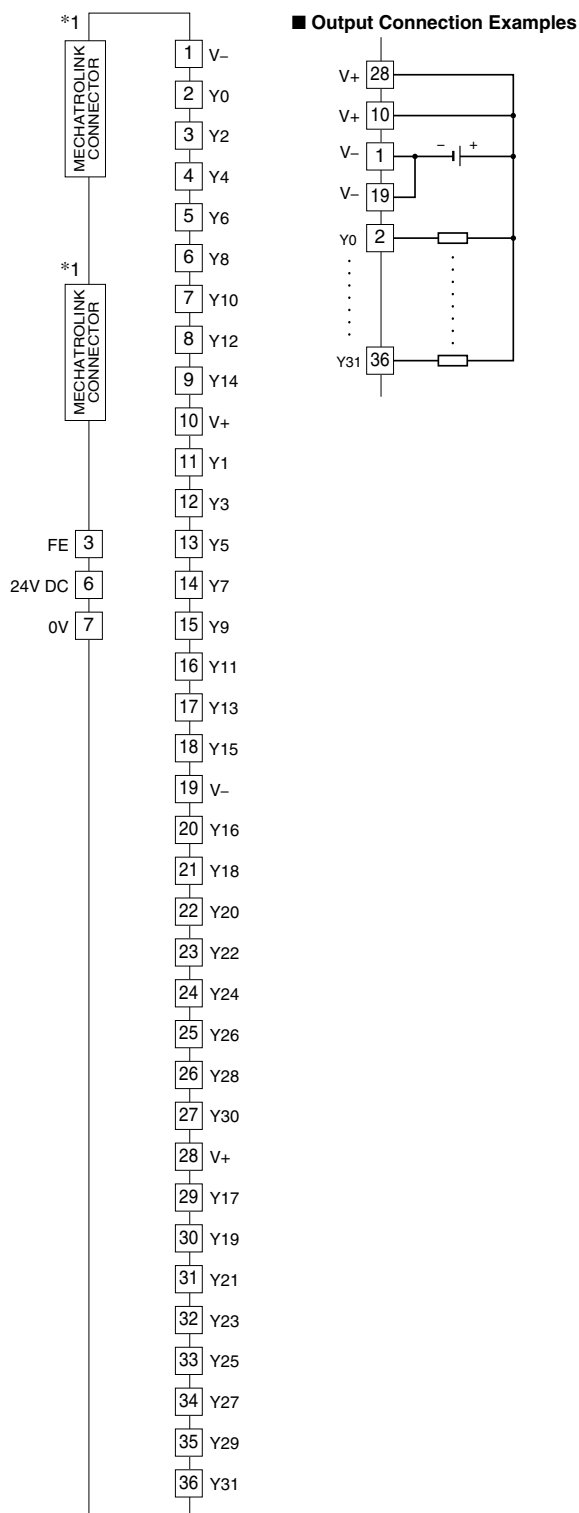 *1
MECHATROLINK
CONNECTOR
*1
MECHATROLINK
CONNECTOR
FE 3
24V DC 6
0V 7
1 V–
2 Y0
3 Y2
4 Y4
5 Y6
6 Y8
7 Y10
8 Y12
9 Y14
10 V+
11 Y1
12 Y3
13 Y5
14 Y7
15 Y9
16 Y11
17 Y13
18 Y15
19 V–
20 Y16
21 Y18
22 Y20
23 Y22
24 Y24
25 Y26
26 Y28
27 Y30
28 V+
29 Y17
30 Y19
31 Y21
32 Y23
33 Y25
34 Y27
35 Y29
36 Y31
■ Output Connection Examples
V+ 28
V+ 10
V– 1 – +
V– 19
Y0 2
Y31 36